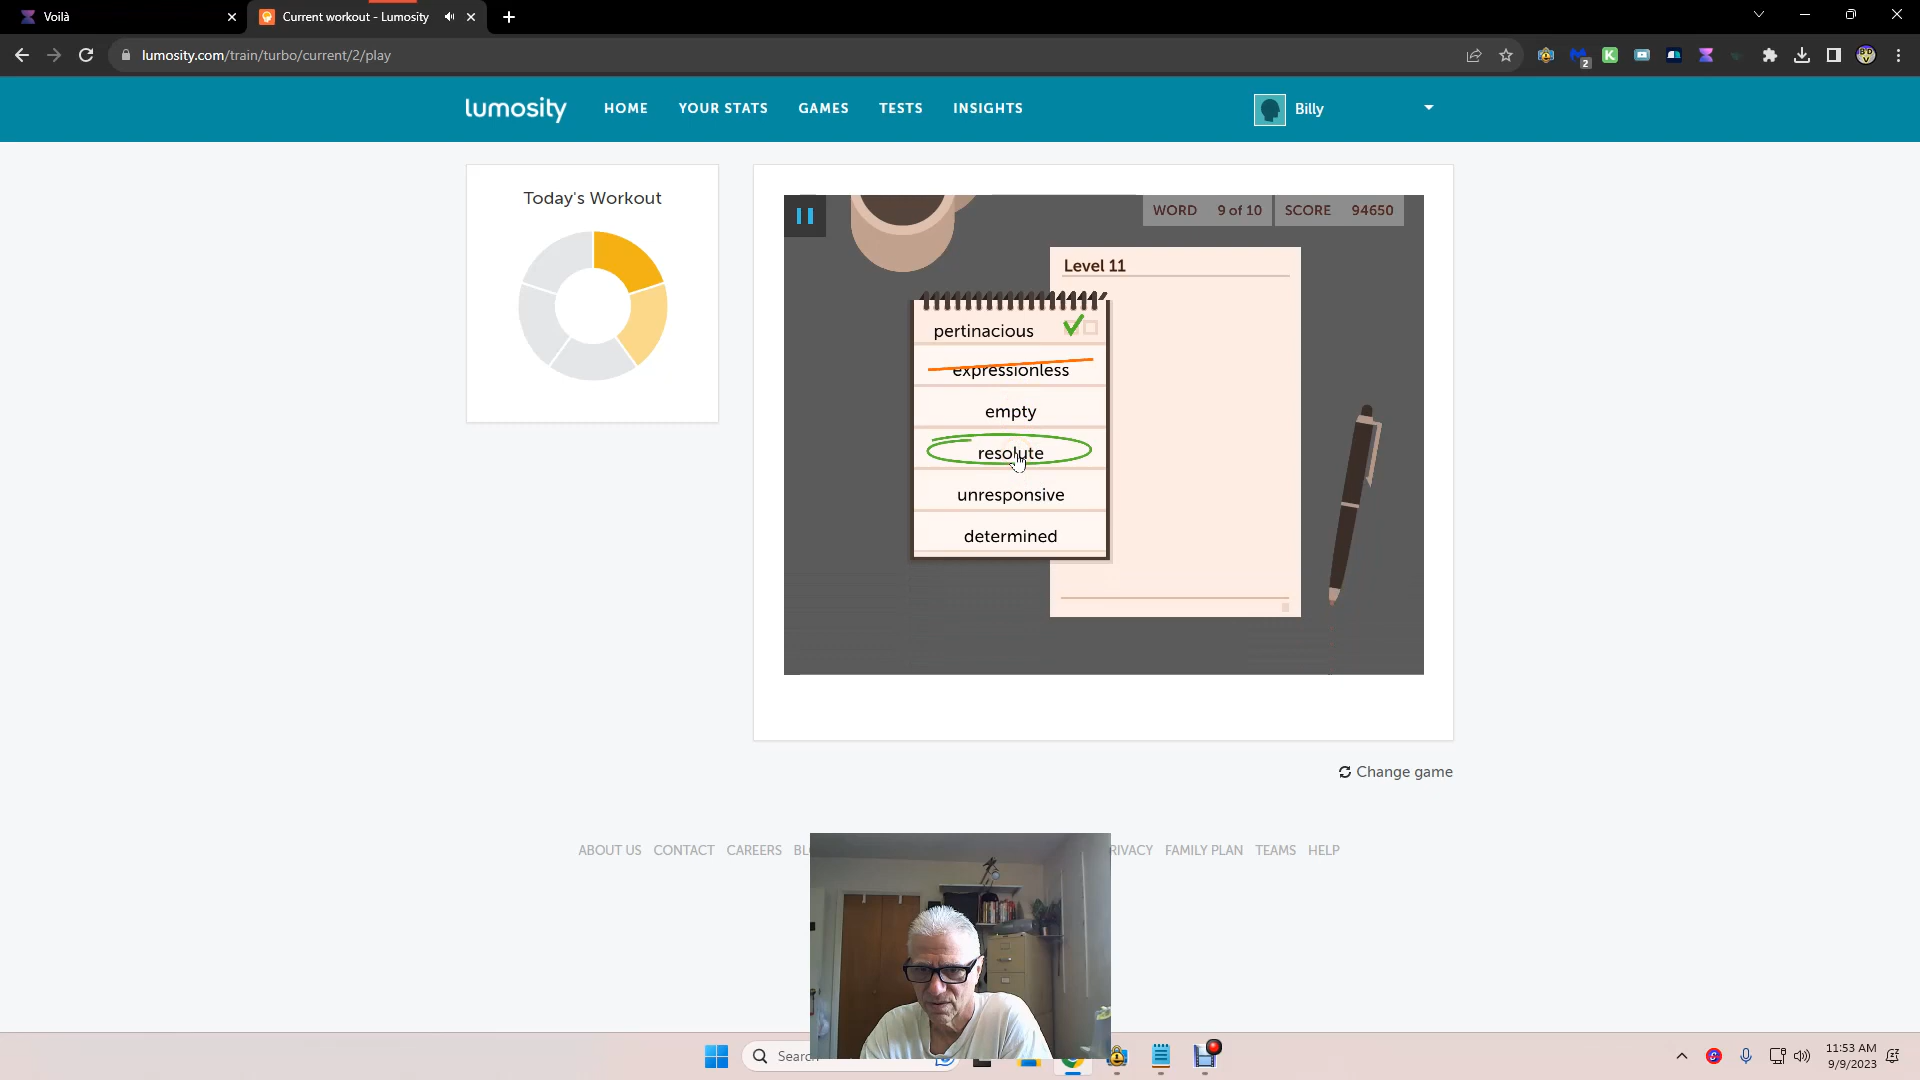 Voilà
Current workout - Lumosity
lumosity.com/train/turbo/current/2/play
2
K
lumosity
HOME
YOUR STATS
GAMES
TESTS
INSIGHTS
Billy
Today's Workout
WORD 9 of 10
SCORE 94650
Level 11
pertinacious
expressionless
empty
resolute
unresponsive
determined
Change game
ABOUT US CONTACT CAREERS BL
RIVACY FAMILY PLAN TEAMS HELP
Search
11:53 AM
9/9/2023